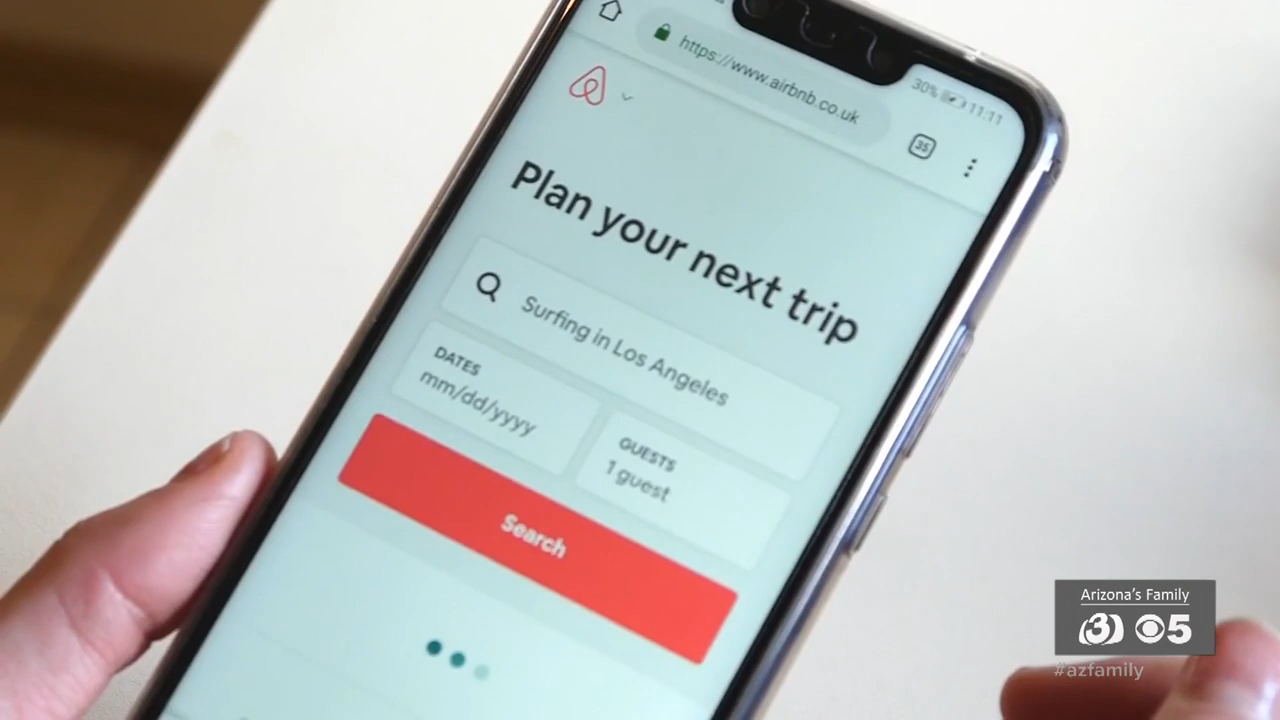 https://www.airbnb.co.uk
30% 11:11
35
Plan your next trip
Surfing in Los Angeles
DATES
mm/dd/yyyy
GUESTS
1 guest
Search
Arizona's Family
3 5
#azfamily